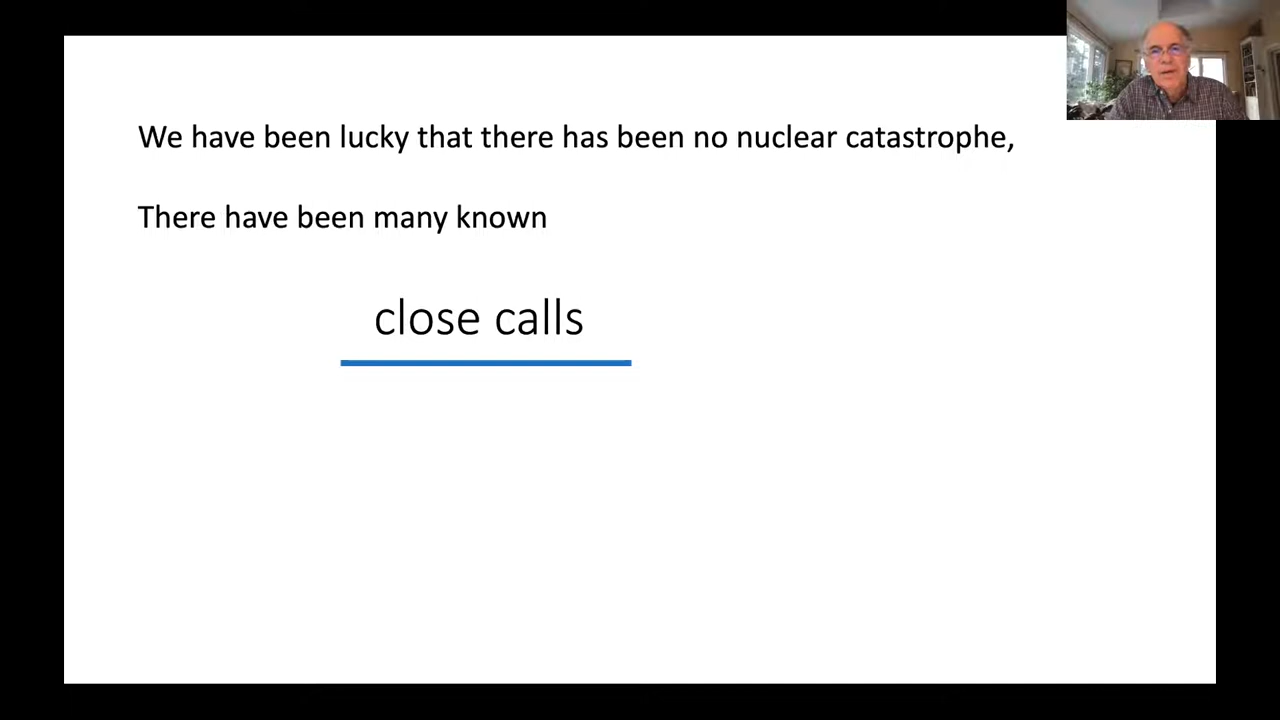 We have been lucky that there has been no nuclear catastrophe,
There have been many known
close calls